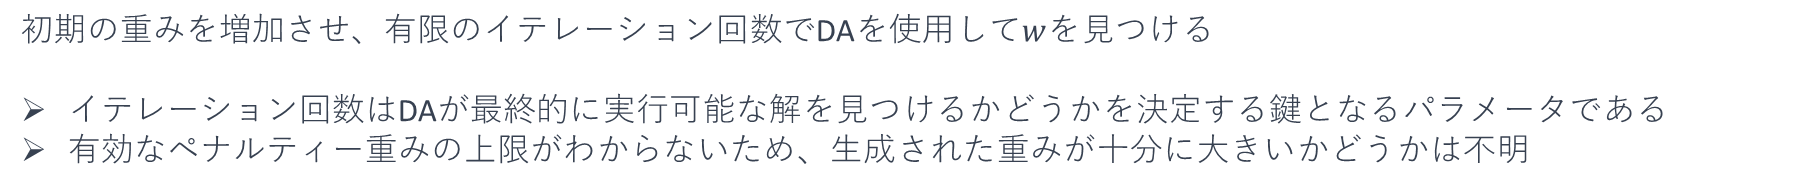 初期の重みを増加させ、有限のイテレーション回数でDAを使用してwを見つける
➢ イテレーション回数はDAが最終的に実行可能な解を見つけるかどうかを決定する鍵となるパラメータである
➢ 有効なペナルティー重みの上限がわからないため、生成された重みが十分に大きいかどうかは不明